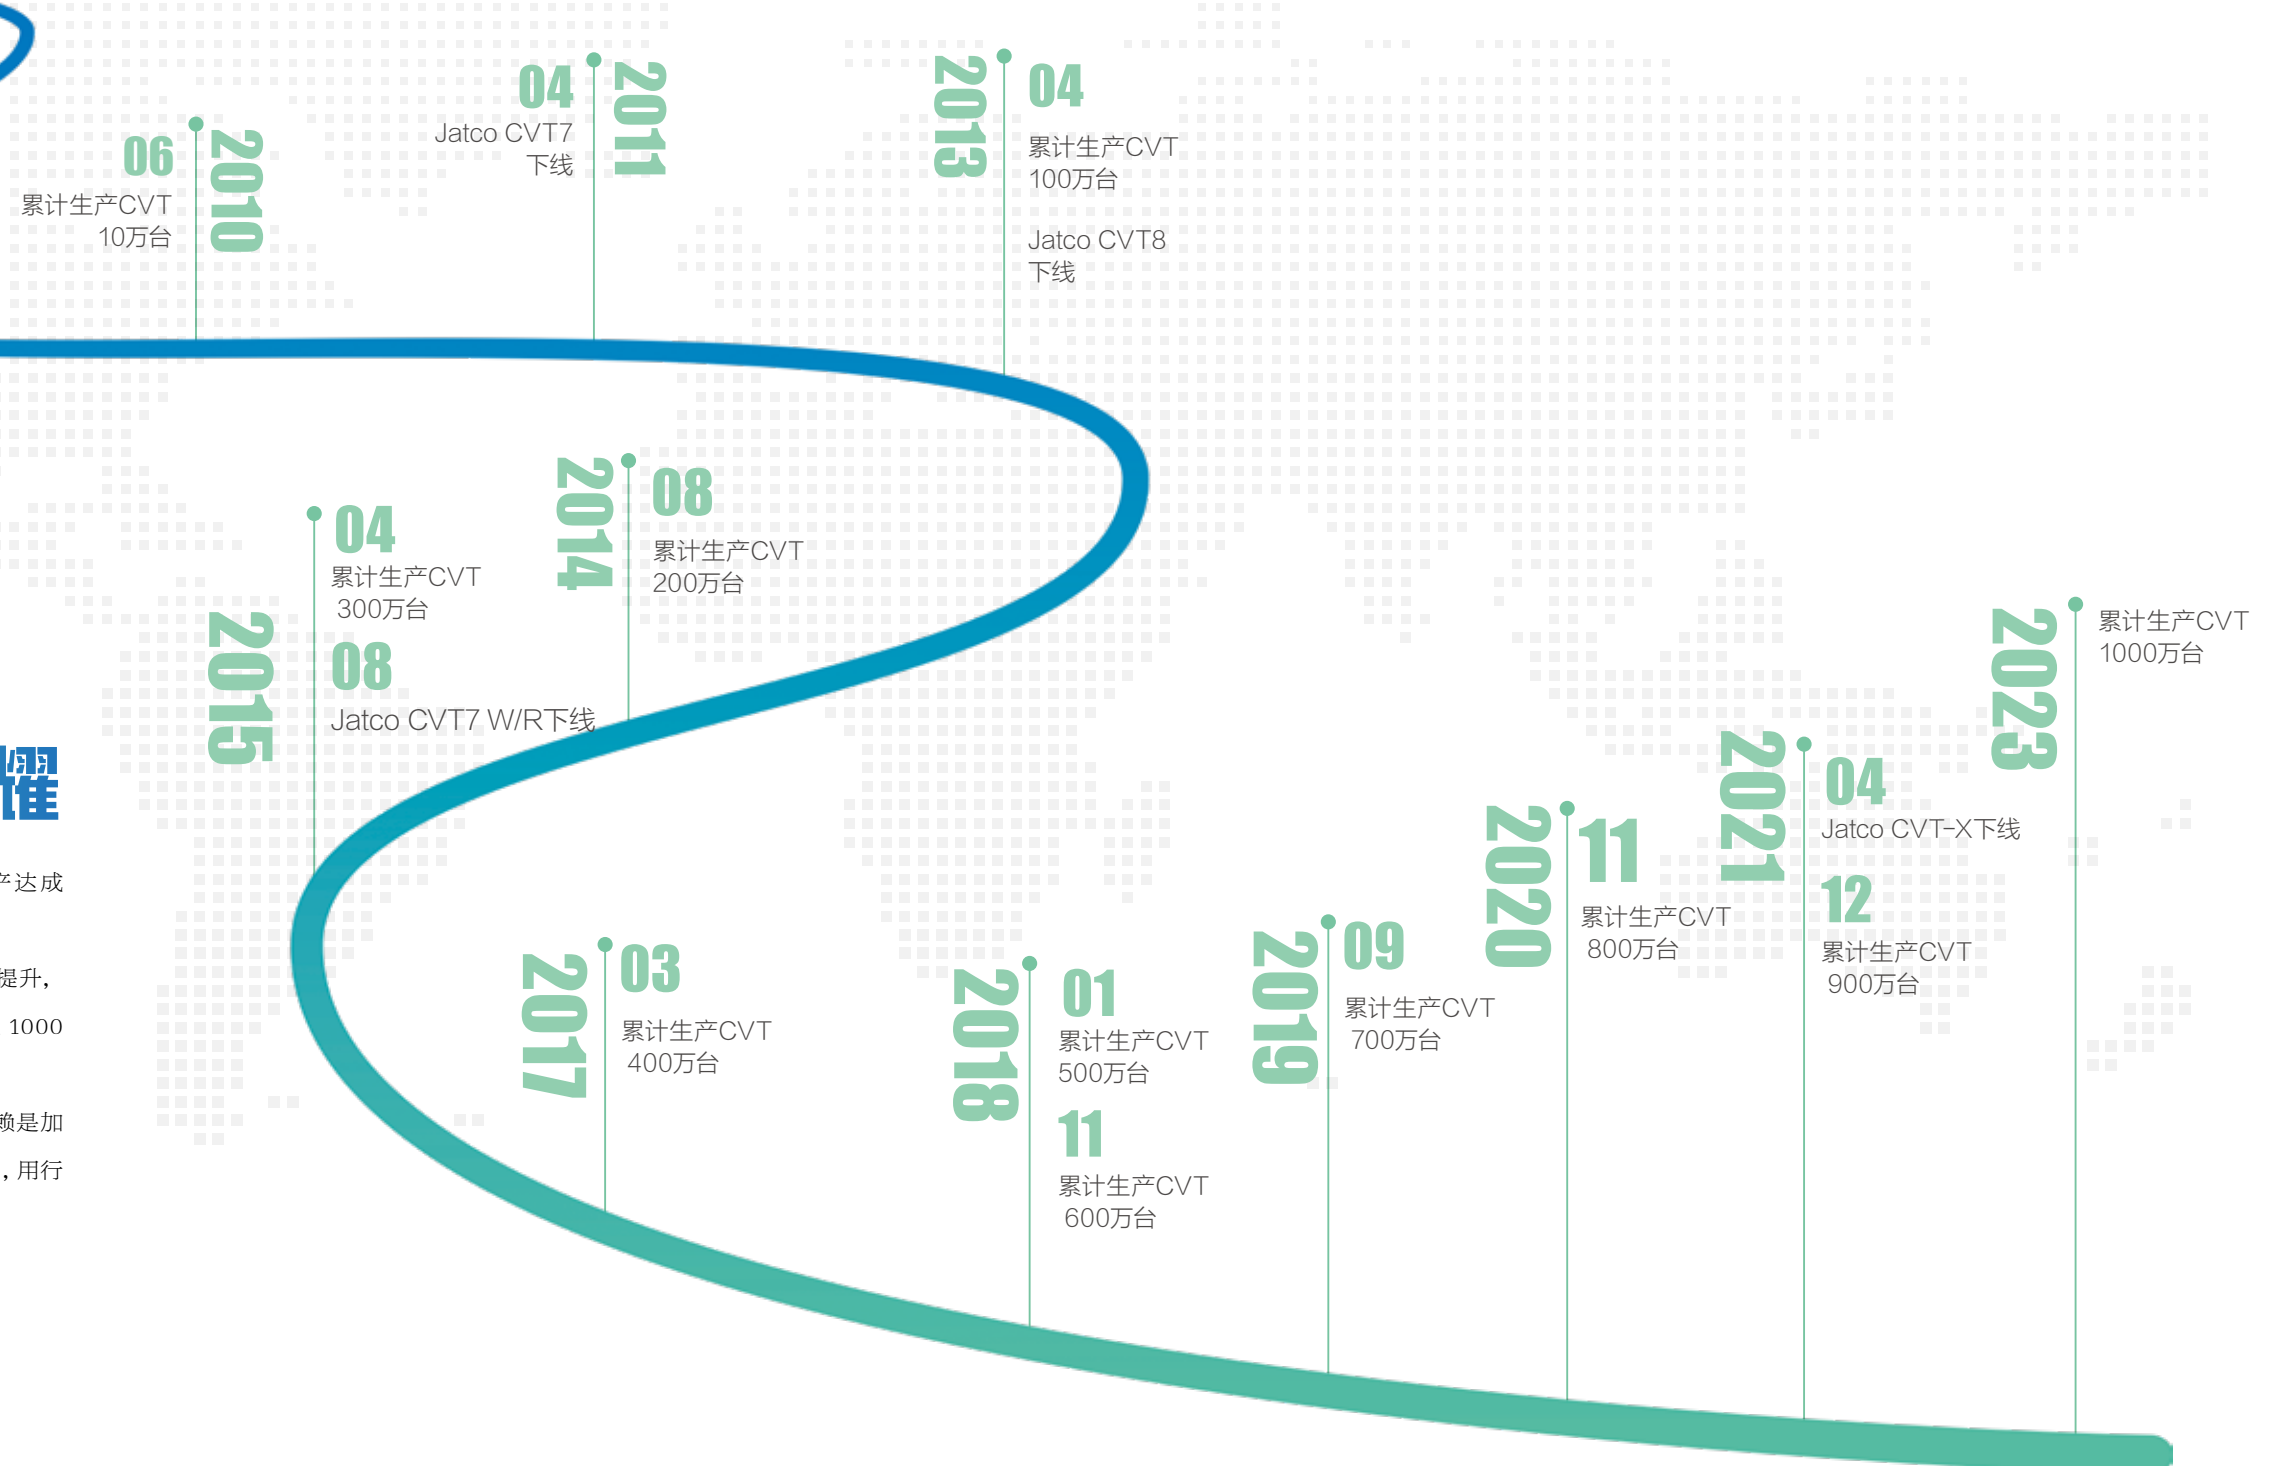 2010
06
累计生产CVT
10万台
2011
04
Jatco CVT7
下线
2013
04
累计生产CVT
100万台
Jatco CVT8
下线
2014
08
累计生产CVT
200万台
2015
04
累计生产CVT
300万台
08
Jatco CVT7 W/R下线
2017
03
累计生产CVT
400万台
2018
01
累计生产CVT
500万台
11
累计生产CVT
600万台
2019
09
累计生产CVT
700万台
2020
11
累计生产CVT
800万台
2021
04
Jatco CVT-X下线
12
累计生产CVT
900万台
2023
累计生产CVT
1000万台
耀
产达成
提升，
1000
赖是加
，用行